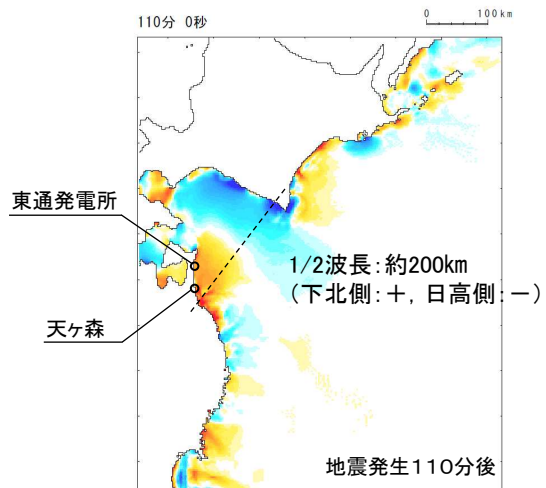 110分 0秒
0 100km
東通発電所
1/2波長:約200km
(下北側:+, 日高側:-)
天ヶ森
地震発生110分後